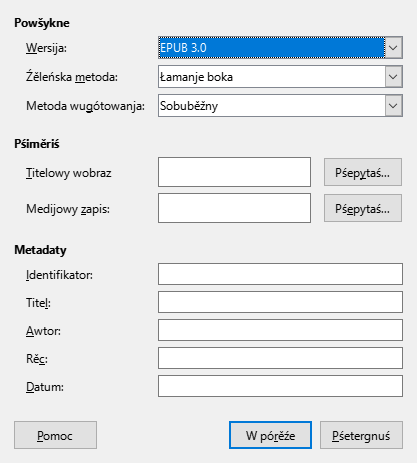 Powšykne
Wersija: EPUB 3.0
Źěleńska metoda: Łamanje boka
Metoda wugótowanja: Sobuběžny
Pśiměriś
Titelowy wobraz Pśepytaś...
Medijowy zapis: Pśepytaś...
Metadaty
Identifikator:
Titel:
Awtor:
Rěc:
Datum:
Pomoc W pórěźe Pśetergnuś